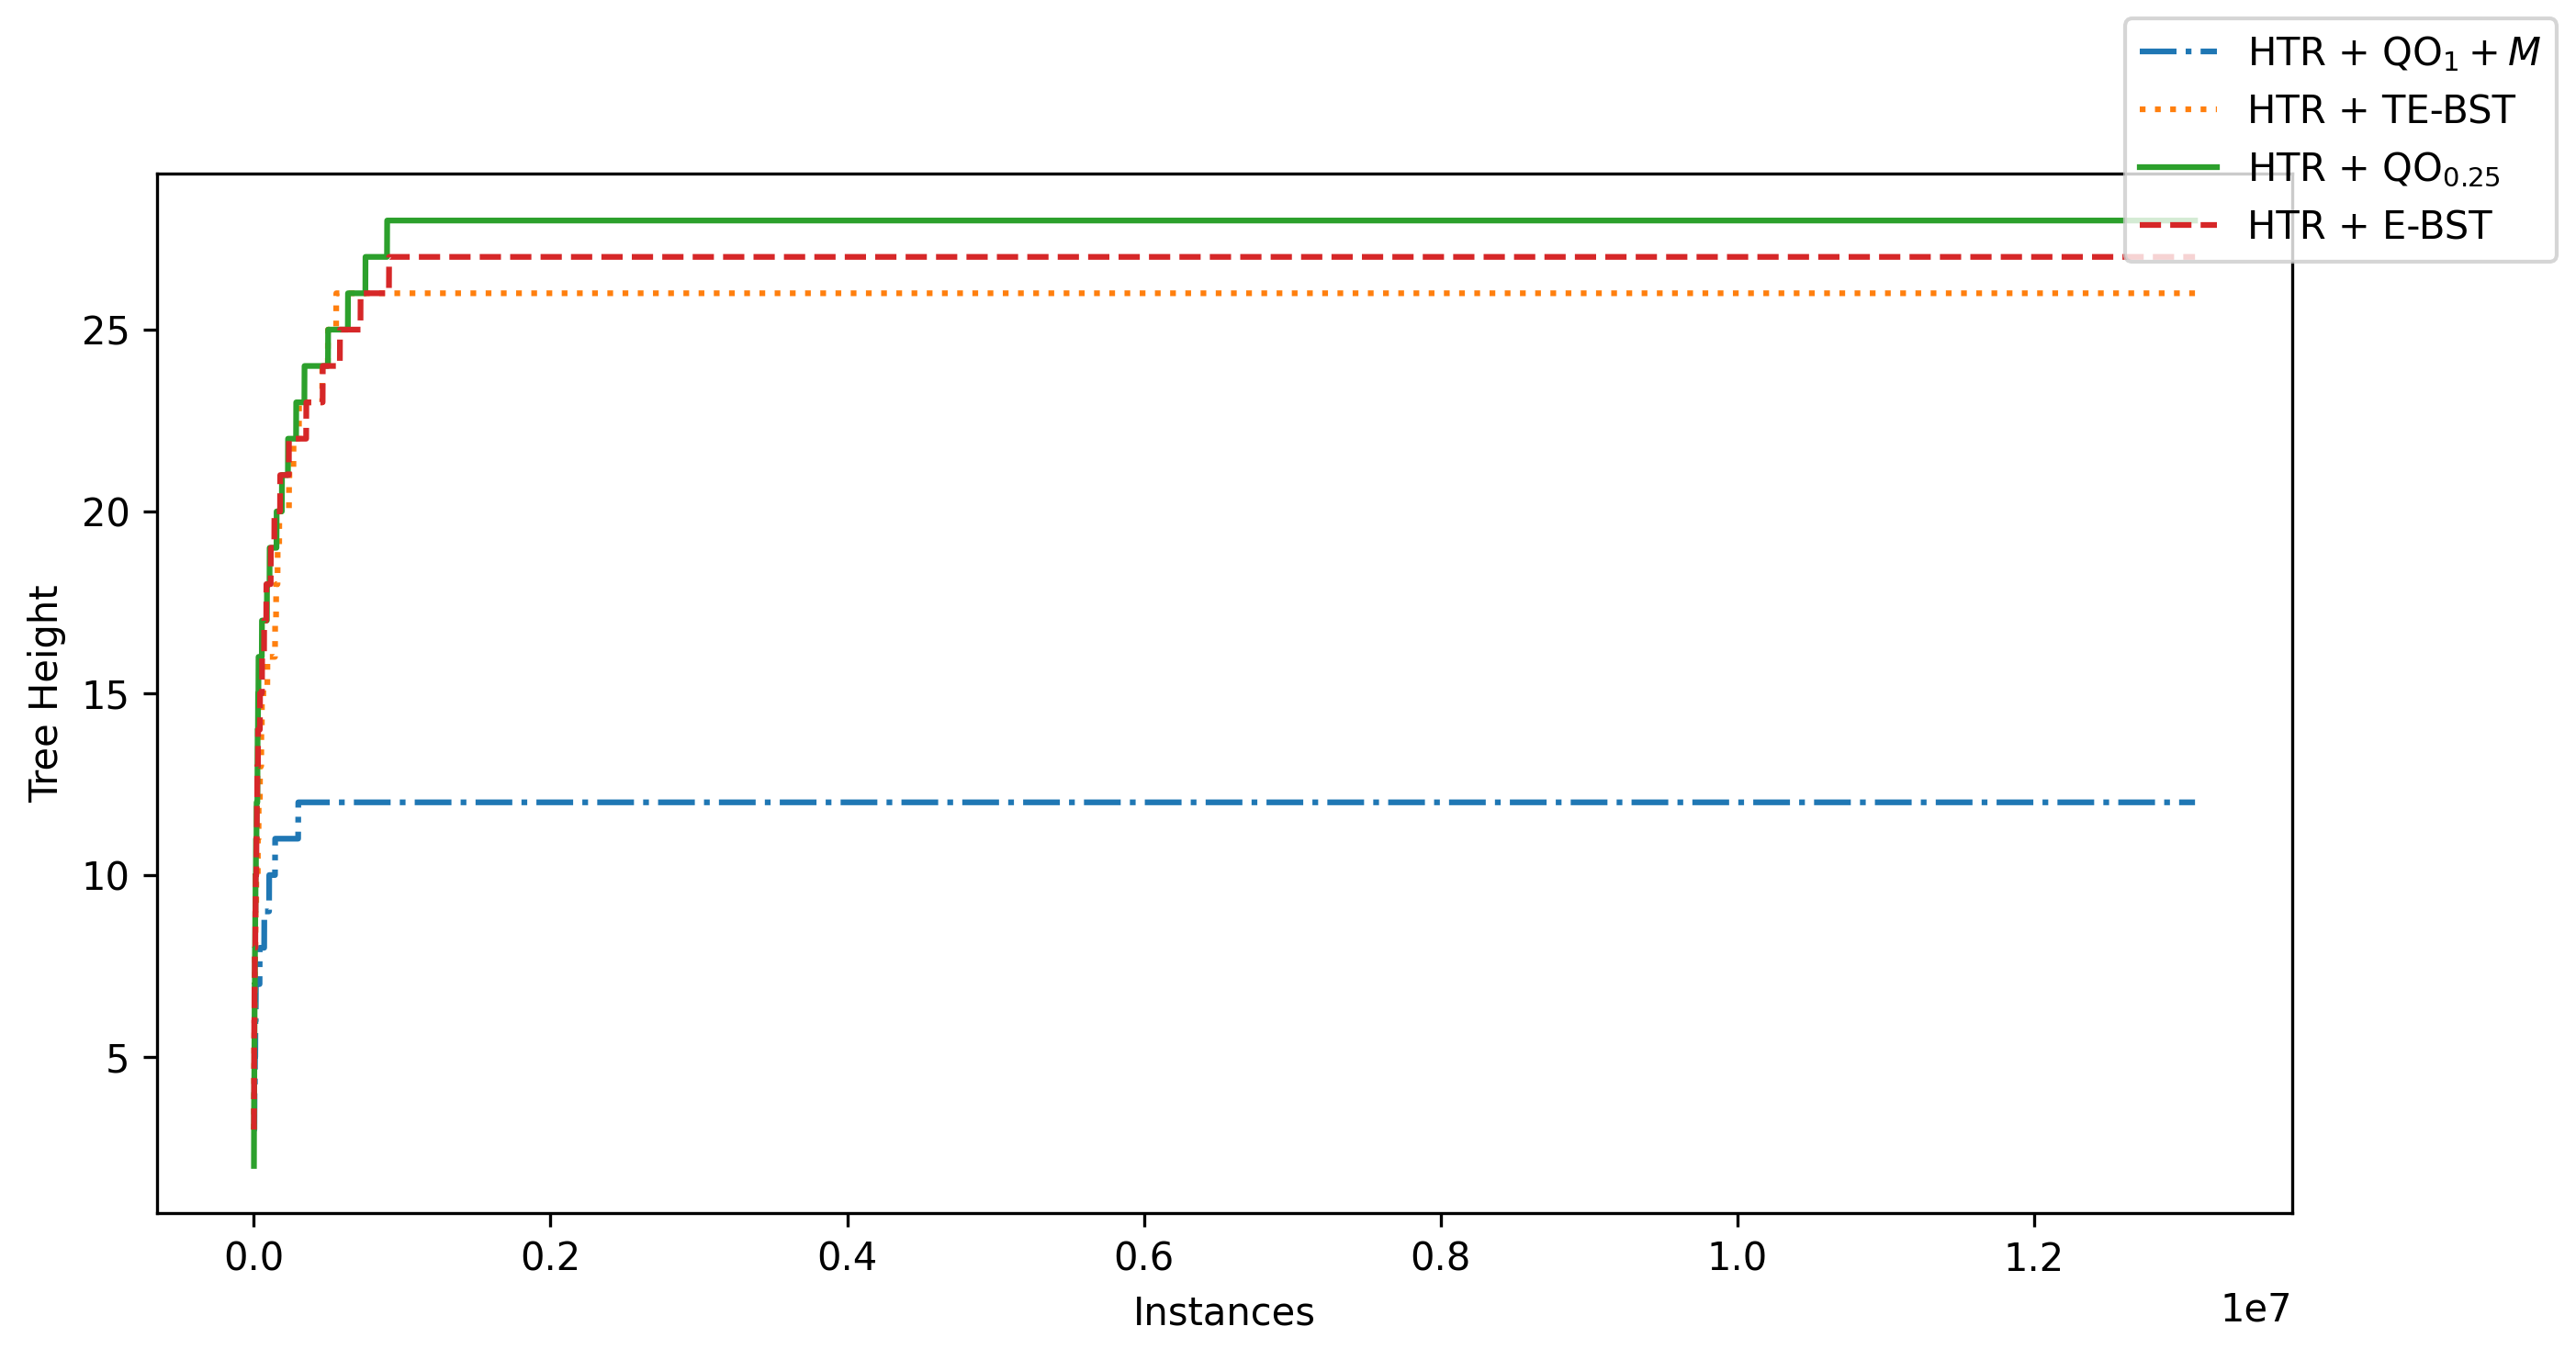 HTR + QO₁ + M
HTR + TE-BST
HTR + QO₀.₂₅
HTR + E-BST
Tree Height
25
20
15
10
5
0.0 0.2 0.4 0.6 0.8 1.0 1.2
1e7
Instances